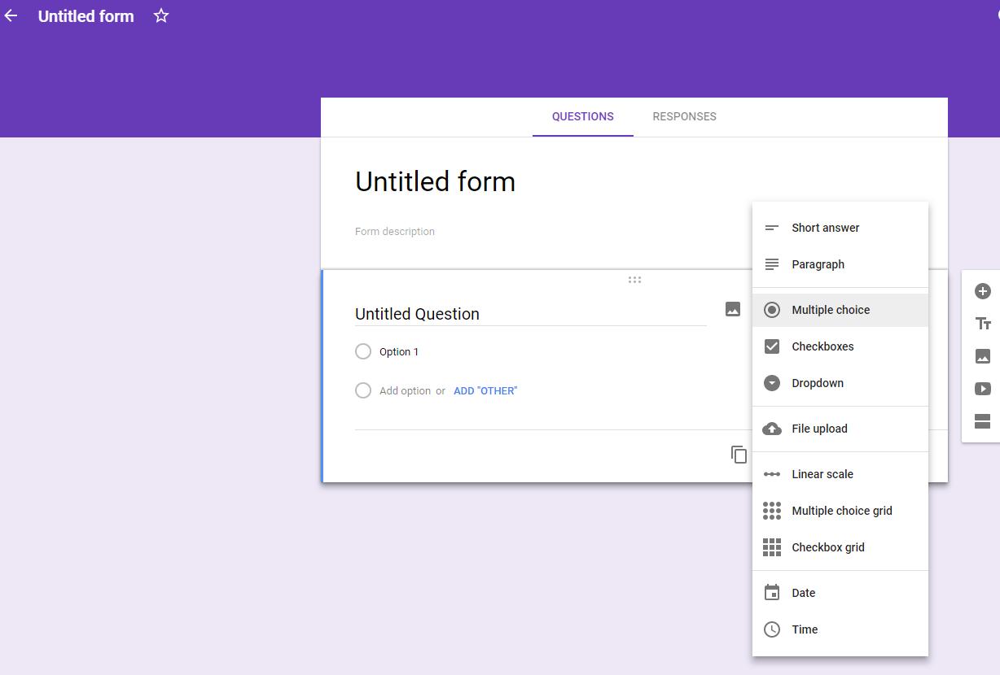 Untitled form
QUESTIONS RESPONSES
Untitled form
Form description
Untitled Question
Option 1
Add option or ADD "OTHER"
Short answer
Paragraph
Multiple choice
Checkboxes
Dropdown
File upload
Linear scale
Multiple choice grid
Checkbox grid
Date
Time
Tт